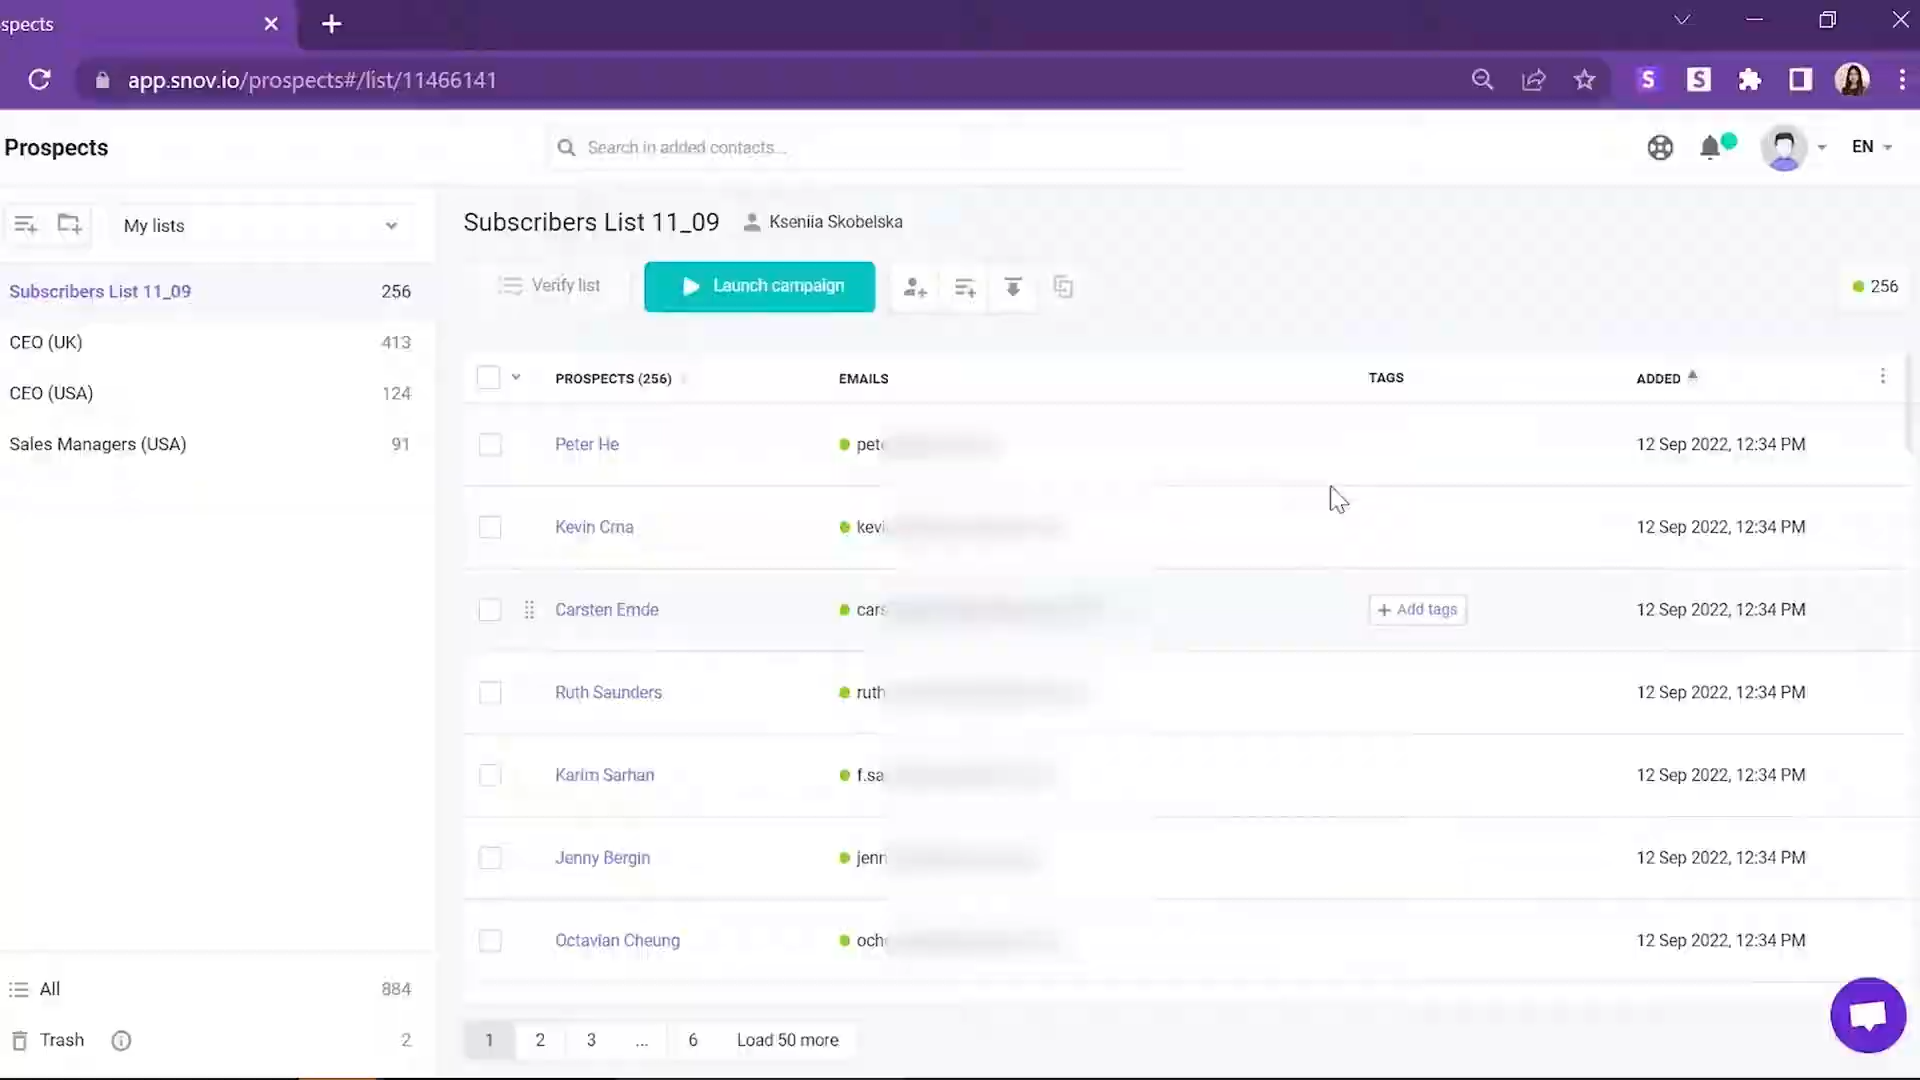 spects
app.snov.io/prospects#/list/11466141
Prospects
Search in added contacts...
EN
My lists
Subscribers List 11_09 256
CEO (UK) 413
CEO (USA) 124
Sales Managers (USA) 91
All 884
Trash 2
Subscribers List 11_09 Kseniia Skobelska
Verify list Launch campaign 256
PROSPECTS (256) EMAILS TAGS ADDED
Peter He pete 12 Sep 2022, 12:34 PM
Kevin Crna kevi 12 Sep 2022, 12:34 PM
Carsten Emde cars + Add tags 12 Sep 2022, 12:34 PM
Ruth Saunders ruth 12 Sep 2022, 12:34 PM
Karim Sarhan f.sa 12 Sep 2022, 12:34 PM
Jenny Bergin jenn 12 Sep 2022, 12:34 PM
Octavian Cheung och 12 Sep 2022, 12:34 PM
1 2 3 ... 6 Load 50 more